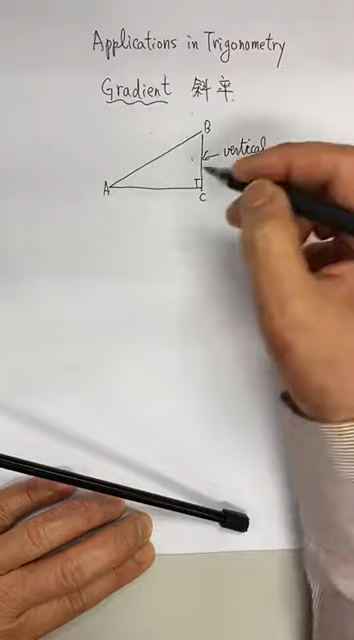 Applications in Trigonometry
Gradient 斜率
B
vertical
A
C